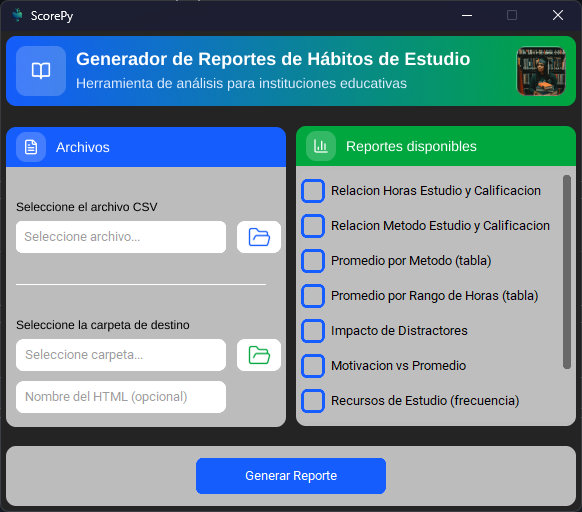 ScorePy
Generador de Reportes de Hábitos de Estudio
Herramienta de análisis para instituciones educativas
Archivos
Seleccione el archivo CSV
Seleccione archivo...
Seleccione la carpeta de destino
Seleccione carpeta...
Nombre del HTML (opcional)
Reportes disponibles
Relacion Horas Estudio y Calificacion
Relacion Metodo Estudio y Calificacion
Promedio por Metodo (tabla)
Promedio por Rango de Horas (tabla)
Impacto de Distractores
Motivacion vs Promedio
Recursos de Estudio (frecuencia)
Generar Reporte